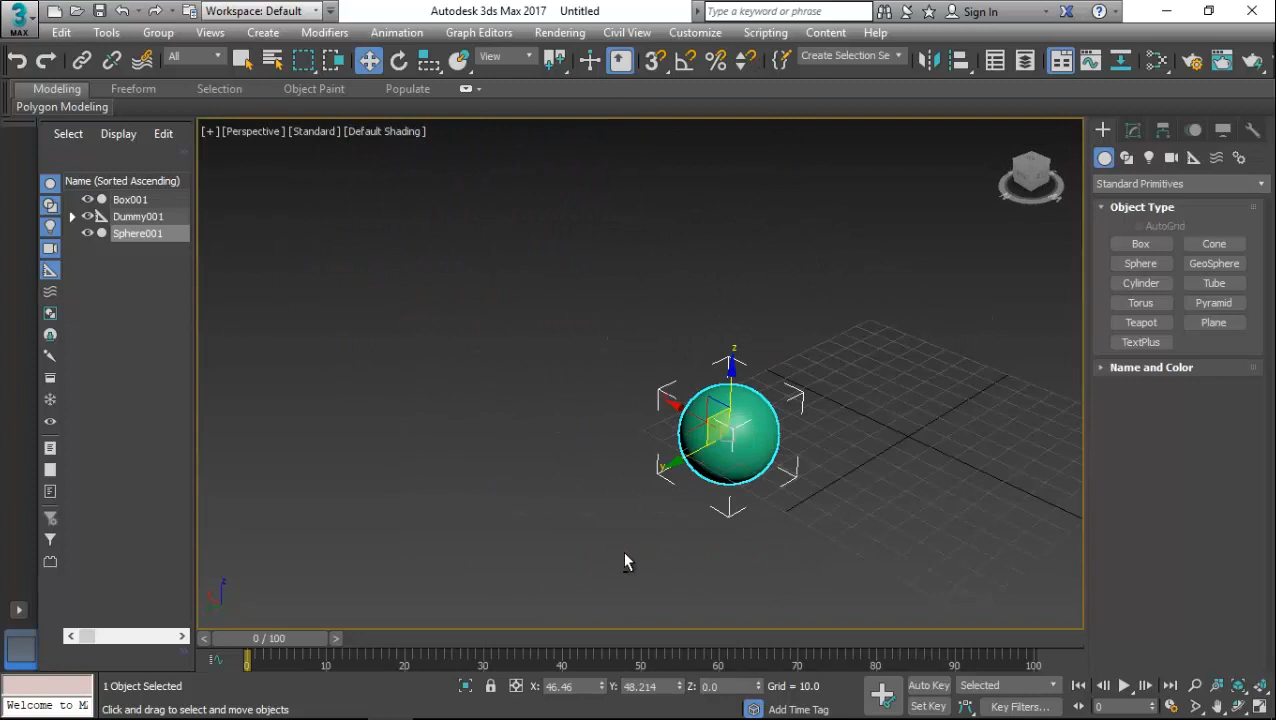 3 MAX Workspace: Default Autodesk 3ds Max 2017 Untitled Type a keyword or phrase Sign In
Edit Tools Group Views Create Modifiers Animation Graph Editors Rendering Civil View Customize Scripting Content Help
All View 3 % Create Selection Se
Modeling Freeform Selection Object Paint Populate
Polygon Modeling
Select Display Edit
Name (Sorted Ascending)
Box001
Dummy001
Sphere001
[+] [Perspective] [Standard] [Default Shading]
z
y
z
Standard Primitives
Object Type
AutoGrid
Box Cone
Sphere GeoSphere
Cylinder Tube
Torus Pyramid
Teapot Plane
TextPlus
Name and Color
< 0 / 100 >
0 10 20 30 40 50 60 70 80 90 100
1 Object Selected X: 46.46 Y: 48.214 Z: 0.0 Grid = 10.0 Auto Key Selected
Welcome to M Click and drag to select and move objects Add Time Tag Set Key Key Filters... 0